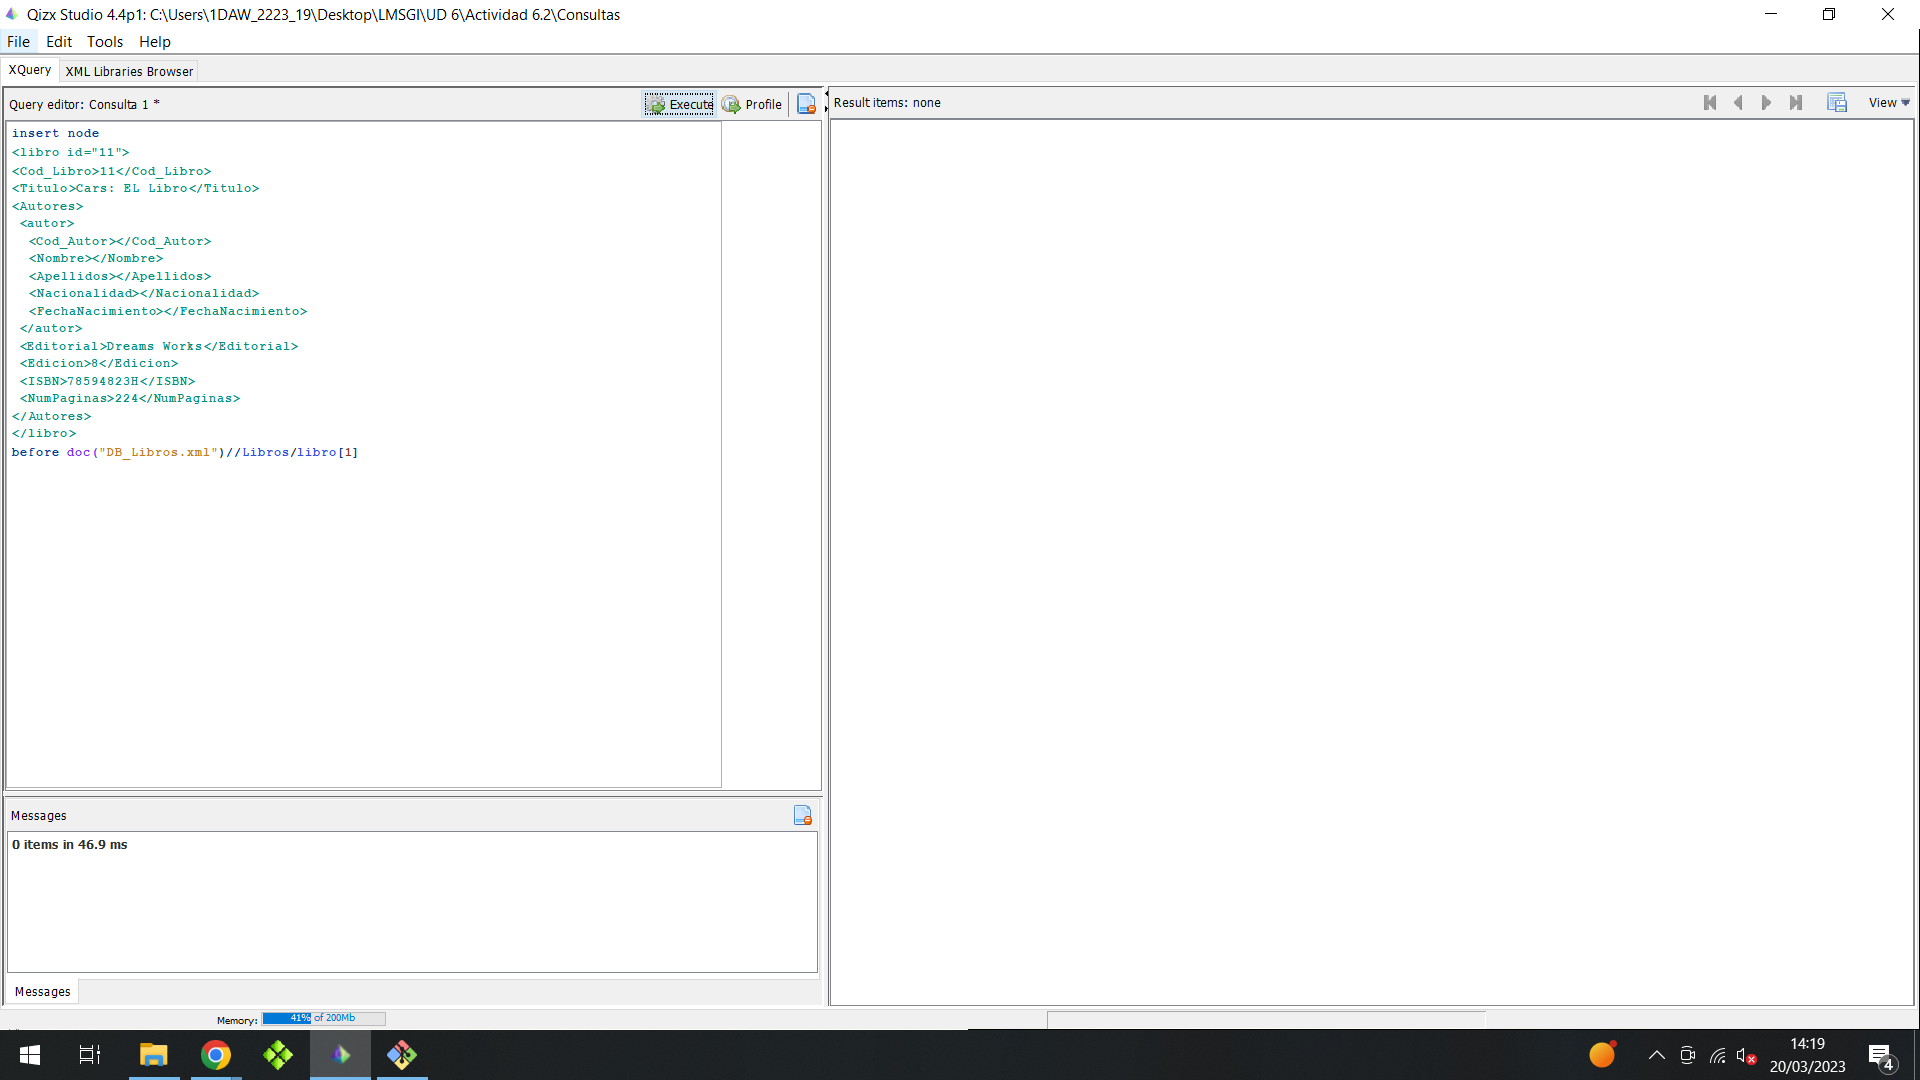 Qizx Studio 4.4p1: C:\Users\1DAW_2223_19\Desktop\LMSGI\UD 6\Actividad 6.2\Consultas
File Edit Tools Help
XQuery XML Libraries Browser
Query editor: Consulta 1 * Execute Profile
insert node
<libro id="11">
<Cod_Libro>11</Cod_Libro>
<Titulo>Cars: EL Libro</Titulo>
<Autores>
<autor>
<Cod_Autor></Cod_Autor>
<Nombre></Nombre>
<Apellidos></Apellidos>
<Nacionalidad></Nacionalidad>
<FechaNacimiento></FechaNacimiento>
</autor>
<Editorial>Dreams Works</Editorial>
<Edicion>8</Edicion>
<ISBN>78594823H</ISBN>
<NumPaginas>224</NumPaginas>
</Autores>
</libro>
before doc("DB_Libros.xml")//Libros/libro[1]
Messages
0 items in 46.9 ms
Messages
Memory: 41% of 200Mb
Result items: none View
14:19
20/03/2023
4